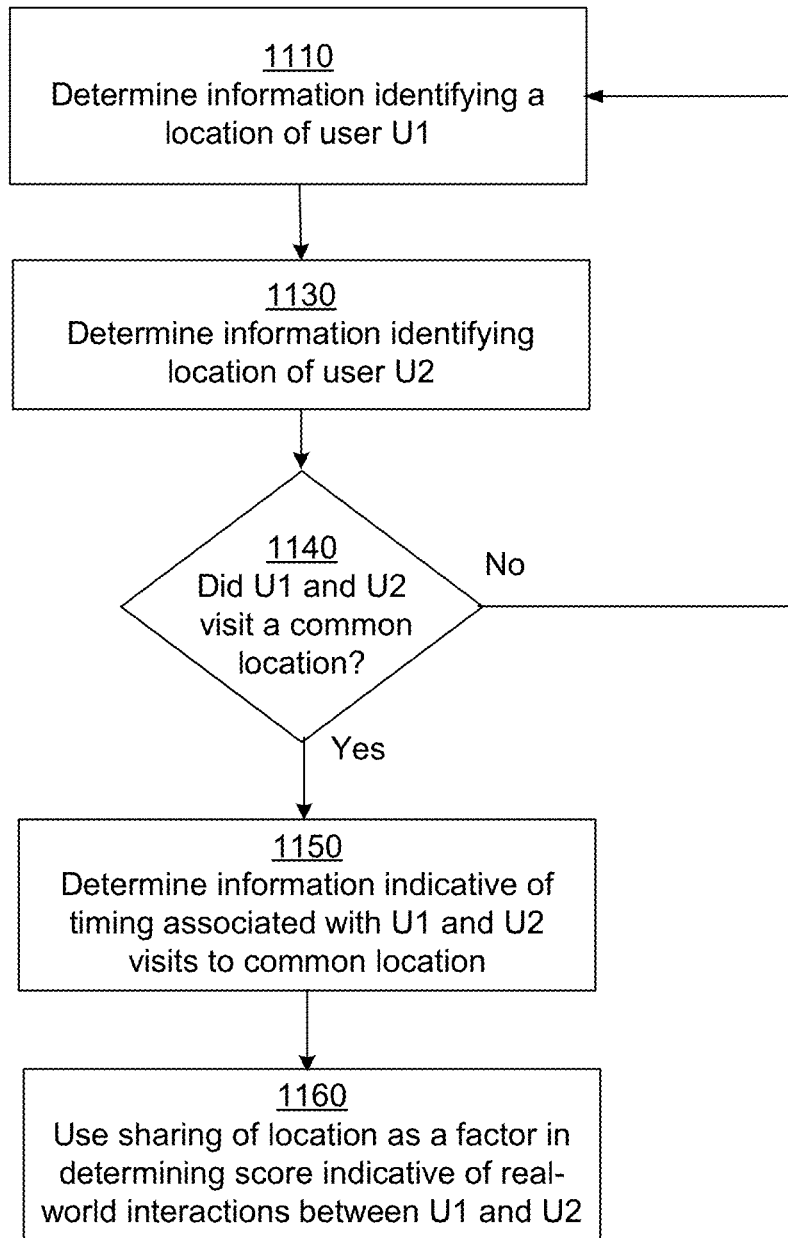 1110
Determine information identifying a
location of user U1
1130
Determine information identifying
location of user U2
1140
Did U1 and U2
visit a common
location?
No
Yes
1150
Determine information indicative of
timing associated with U1 and U2
visits to common location
1160
Use sharing of location as a factor in
determining score indicative of real-
world interactions between U1 and U2